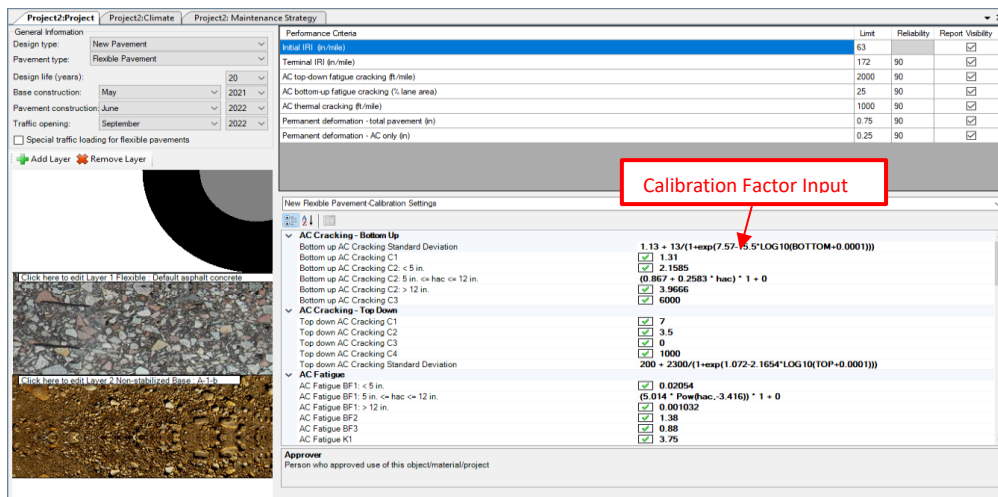 Project2:Project Project2:Climate Project2: Maintenance Strategy
General Information
Design type: New Pavement
Pavement type: Flexible Pavement
Design life (years): 20
Base construction: May 2021
Pavement construction: June 2022
Traffic opening: September 2022
Special traffic loading for flexible pavements
Add Layer Remove Layer
Click here to edit Layer 1 Flexible : Default asphalt concrete
Click here to edit Layer 2 Non-stabilized Base : A-1-b
Performance Criteria Limit Reliability Report Visibility
Initial IRI (in/mile) 63
Terminal IRI (in/mile) 172 90
AC top-down fatigue cracking (ft/mile) 2000 90
AC bottom-up fatigue cracking (% lane area) 25 90
AC thermal cracking (ft/mile) 1000 90
Permanent deformation - total pavement (in) 0.75 90
Permanent deformation - AC only (in) 0.25 90
Calibration Factor Input
New Flexible Pavement-Calibration Settings
AC Cracking - Bottom Up
Bottom up AC Cracking Standard Deviation 1.13 + 13/(1+exp(7.57-15.5*LOG10(BOTTOM+0.0001)))
Bottom up AC Cracking C1 1.31
Bottom up AC Cracking C2: < 5 in. 2.1585
Bottom up AC Cracking C2: 5 in. <= hac <= 12 in. (0.867 + 0.2583 * hac) * 1 + 0
Bottom up AC Cracking C2: > 12 in. 3.9666
Bottom up AC Cracking C3 6000
AC Cracking - Top Down
Top down AC Cracking C1 7
Top down AC Cracking C2 3.5
Top down AC Cracking C3 0
Top down AC Cracking C4 1000
Top down AC Cracking Standard Deviation 200 + 2300/(1+exp(1.072-2.1654*LOG10(TOP+0.0001)))
AC Fatigue
AC Fatigue BF1: < 5 in. 0.02054
AC Fatigue BF1: 5 in. <= hac <= 12 in. (5.014 * Pow(hac,-3.416)) * 1 + 0
AC Fatigue BF1: > 12 in. 0.001032
AC Fatigue BF2 1.38
AC Fatigue BF3 0.88
AC Fatigue K1 3.75
Approver
Person who approved use of this object/material/project